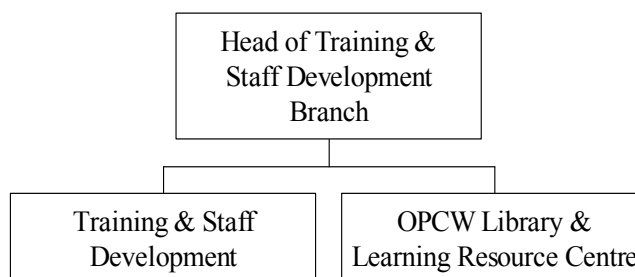 Head of Training &
Staff Development
Branch
Training & Staff
Development
OPCW Library &
Learning Resource Centre